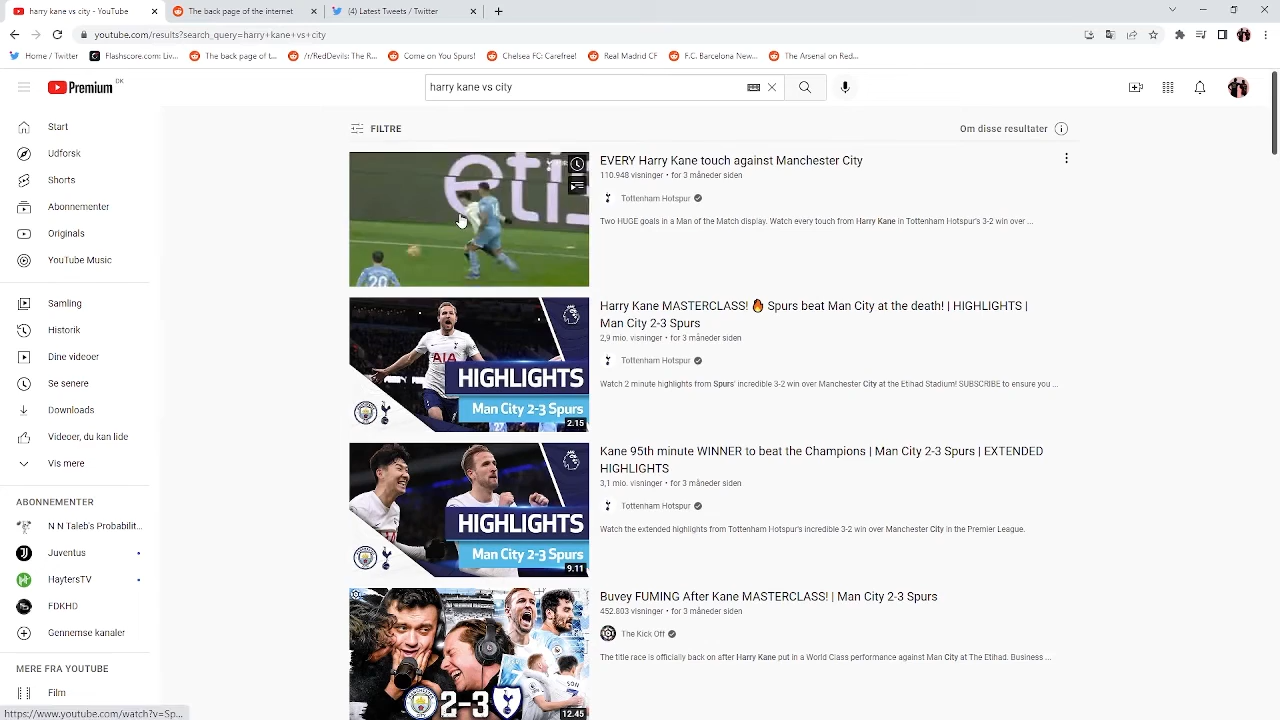 harry kane vs city - YouTube
The back page of the internet
(4) Latest Tweets / Twitter
youtube.com/results?search_query=harry+kane+vs+city
Home / Twitter
Flashscore.com: Liv...
The back page of t...
/r/RedDevils: The R...
Come on You Spurs!
Chelsea FC: Carefree!
Real Madrid CF
F.C. Barcelona New...
The Arsenal on Red...
Premium DK
harry kane vs city
Start
Udforsk
Shorts
Abonnementer
Originals
YouTube Music
Samling
Historik
Dine videoer
Se senere
Downloads
Videoer, du kan lide
Vis mere
ABONNEMENTER
N N Taleb's Probabilit...
Juventus
HaytersTV
FDKHD
Gennemse kanaler
MERE FRA YOUTUBE
Film
https://www.youtube.com/watch?v=Sp...
FILTRE
Om disse resultater
etis
20
EVERY Harry Kane touch against Manchester City
110.948 visninger • for 3 måneder siden
Tottenham Hotspur
Two HUGE goals in a Man of the Match display. Watch every touch from Harry Kane in Tottenham Hotspur's 3-2 win over ...
AIA
HIGHLIGHTS
Man City 2-3 Spurs
2.15
Harry Kane MASTERCLASS! 🔥 Spurs beat Man City at the death! | HIGHLIGHTS |
Man City 2-3 Spurs
2,9 mio. visninger • for 3 måneder siden
Tottenham Hotspur
Watch 2 minute highlights from Spurs' incredible 3-2 win over Manchester City at the Etihad Stadium! SUBSCRIBE to ensure you ...
HIGHLIGHTS
Man City 2-3 Spurs
9.11
Kane 95th minute WINNER to beat the Champions | Man City 2-3 Spurs | EXTENDED
HIGHLIGHTS
3,1 mio. visninger • for 3 måneder siden
Tottenham Hotspur
Watch the extended highlights from Tottenham Hotspur's incredible 3-2 win over Manchester City in the Premier League.
2-3
12.45
Buvey FUMING After Kane MASTERCLASS! | Man City 2-3 Spurs
452.803 visninger • for 3 måneder siden
The Kick Off
The title race is officially back on after Harry Kane put in a World Class performance against Man City at The Etihad. Business ...